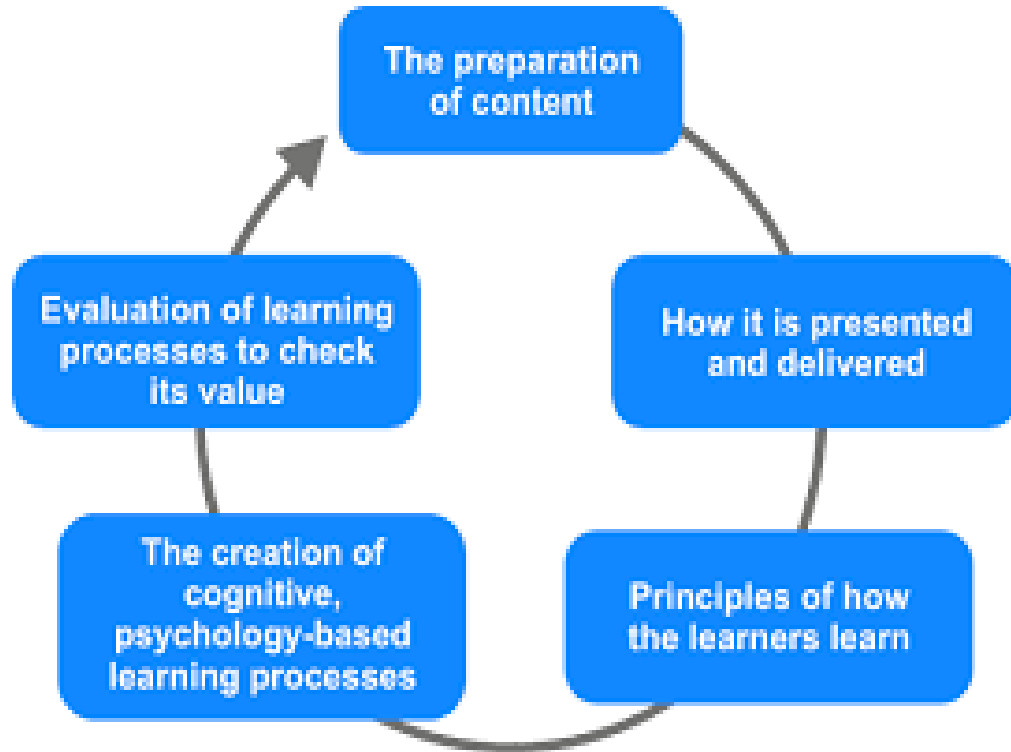 The preparation
of content
How it is presented
and delivered
Principles of how
the learners learn
The creation of
cognitive,
psychology-based
learning processes
Evaluation of learning
processes to check
its value